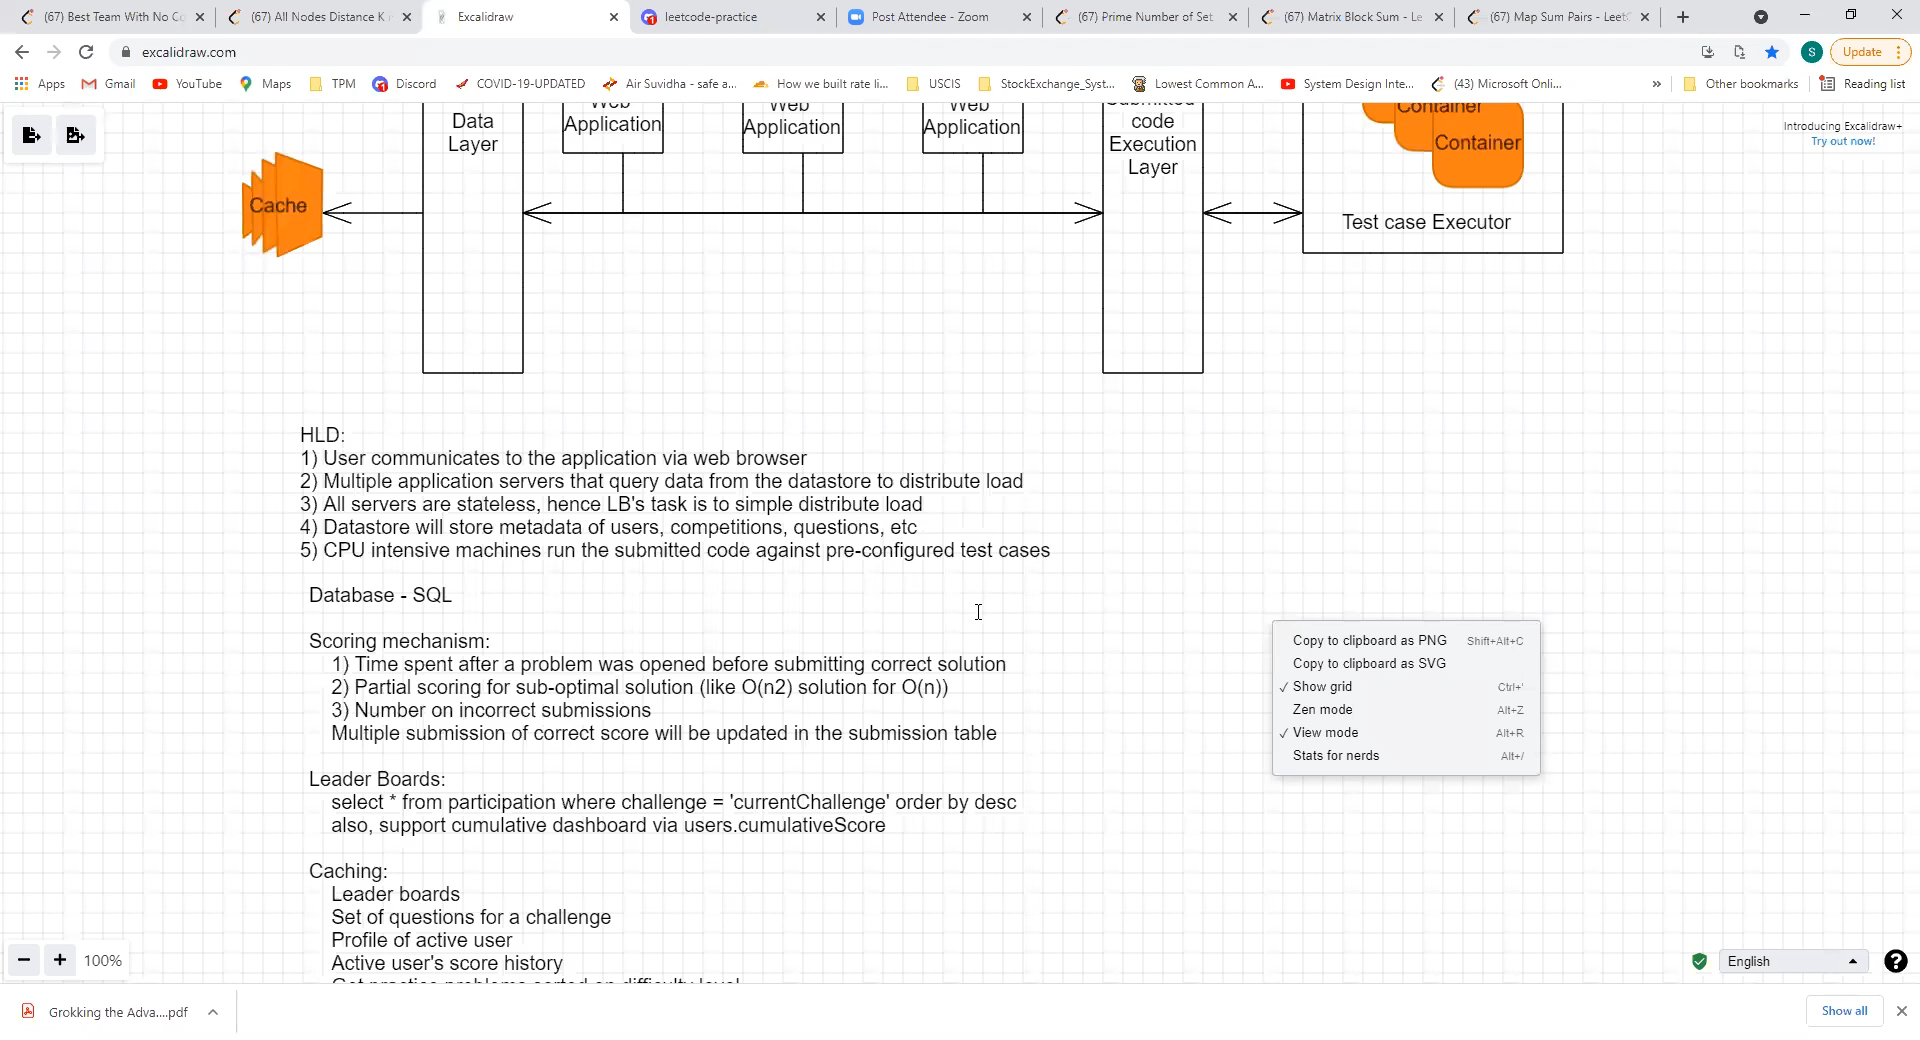 (67) Best Team With No Co
(67) All Nodes Distance K i
Excalidraw
leetcode-practice
Post Attendee - Zoom
(67) Prime Number of Set
(67) Matrix Block Sum - Le
(67) Map Sum Pairs - Leet
excalidraw.com
S
Update
Apps
Gmail
YouTube
Maps
TPM
Discord
COVID-19-UPDATED
Air Suvidha - safe a...
How we built rate li...
USCIS
StockExchange_Syst...
Lowest Common A...
System Design Inte...
(43) Microsoft Onli...
»
Other bookmarks
Reading list
Introducing Excalidraw+
Try out now!
Cache
Data
Layer
Web
Application
Web
Application
Web
Application
Submitted
code
Execution
Layer
Container
Container
Test case Executor
HLD:
1) User communicates to the application via web browser
2) Multiple application servers that query data from the datastore to distribute load
3) All servers are stateless, hence LB's task is to simple distribute load
4) Datastore will store metadata of users, competitions, questions, etc
5) CPU intensive machines run the submitted code against pre-configured test cases
Database - SQL
Scoring mechanism:
1) Time spent after a problem was opened before submitting correct solution
2) Partial scoring for sub-optimal solution (like O(n2) solution for O(n))
3) Number on incorrect submissions
Multiple submission of correct score will be updated in the submission table
Leader Boards:
select * from participation where challenge = 'currentChallenge' order by desc
also, support cumulative dashboard via users.cumulativeScore
Caching:
Leader boards
Set of questions for a challenge
Profile of active user
Active user's score history
Get practice problems sorted on difficulty level
Copy to clipboard as PNG Shift+Alt+C
Copy to clipboard as SVG
✓ Show grid Ctrl+'
Zen mode Alt+Z
✓ View mode Alt+R
Stats for nerds Alt+/
100%
English
?
Grokking the Adva....pdf
Show all